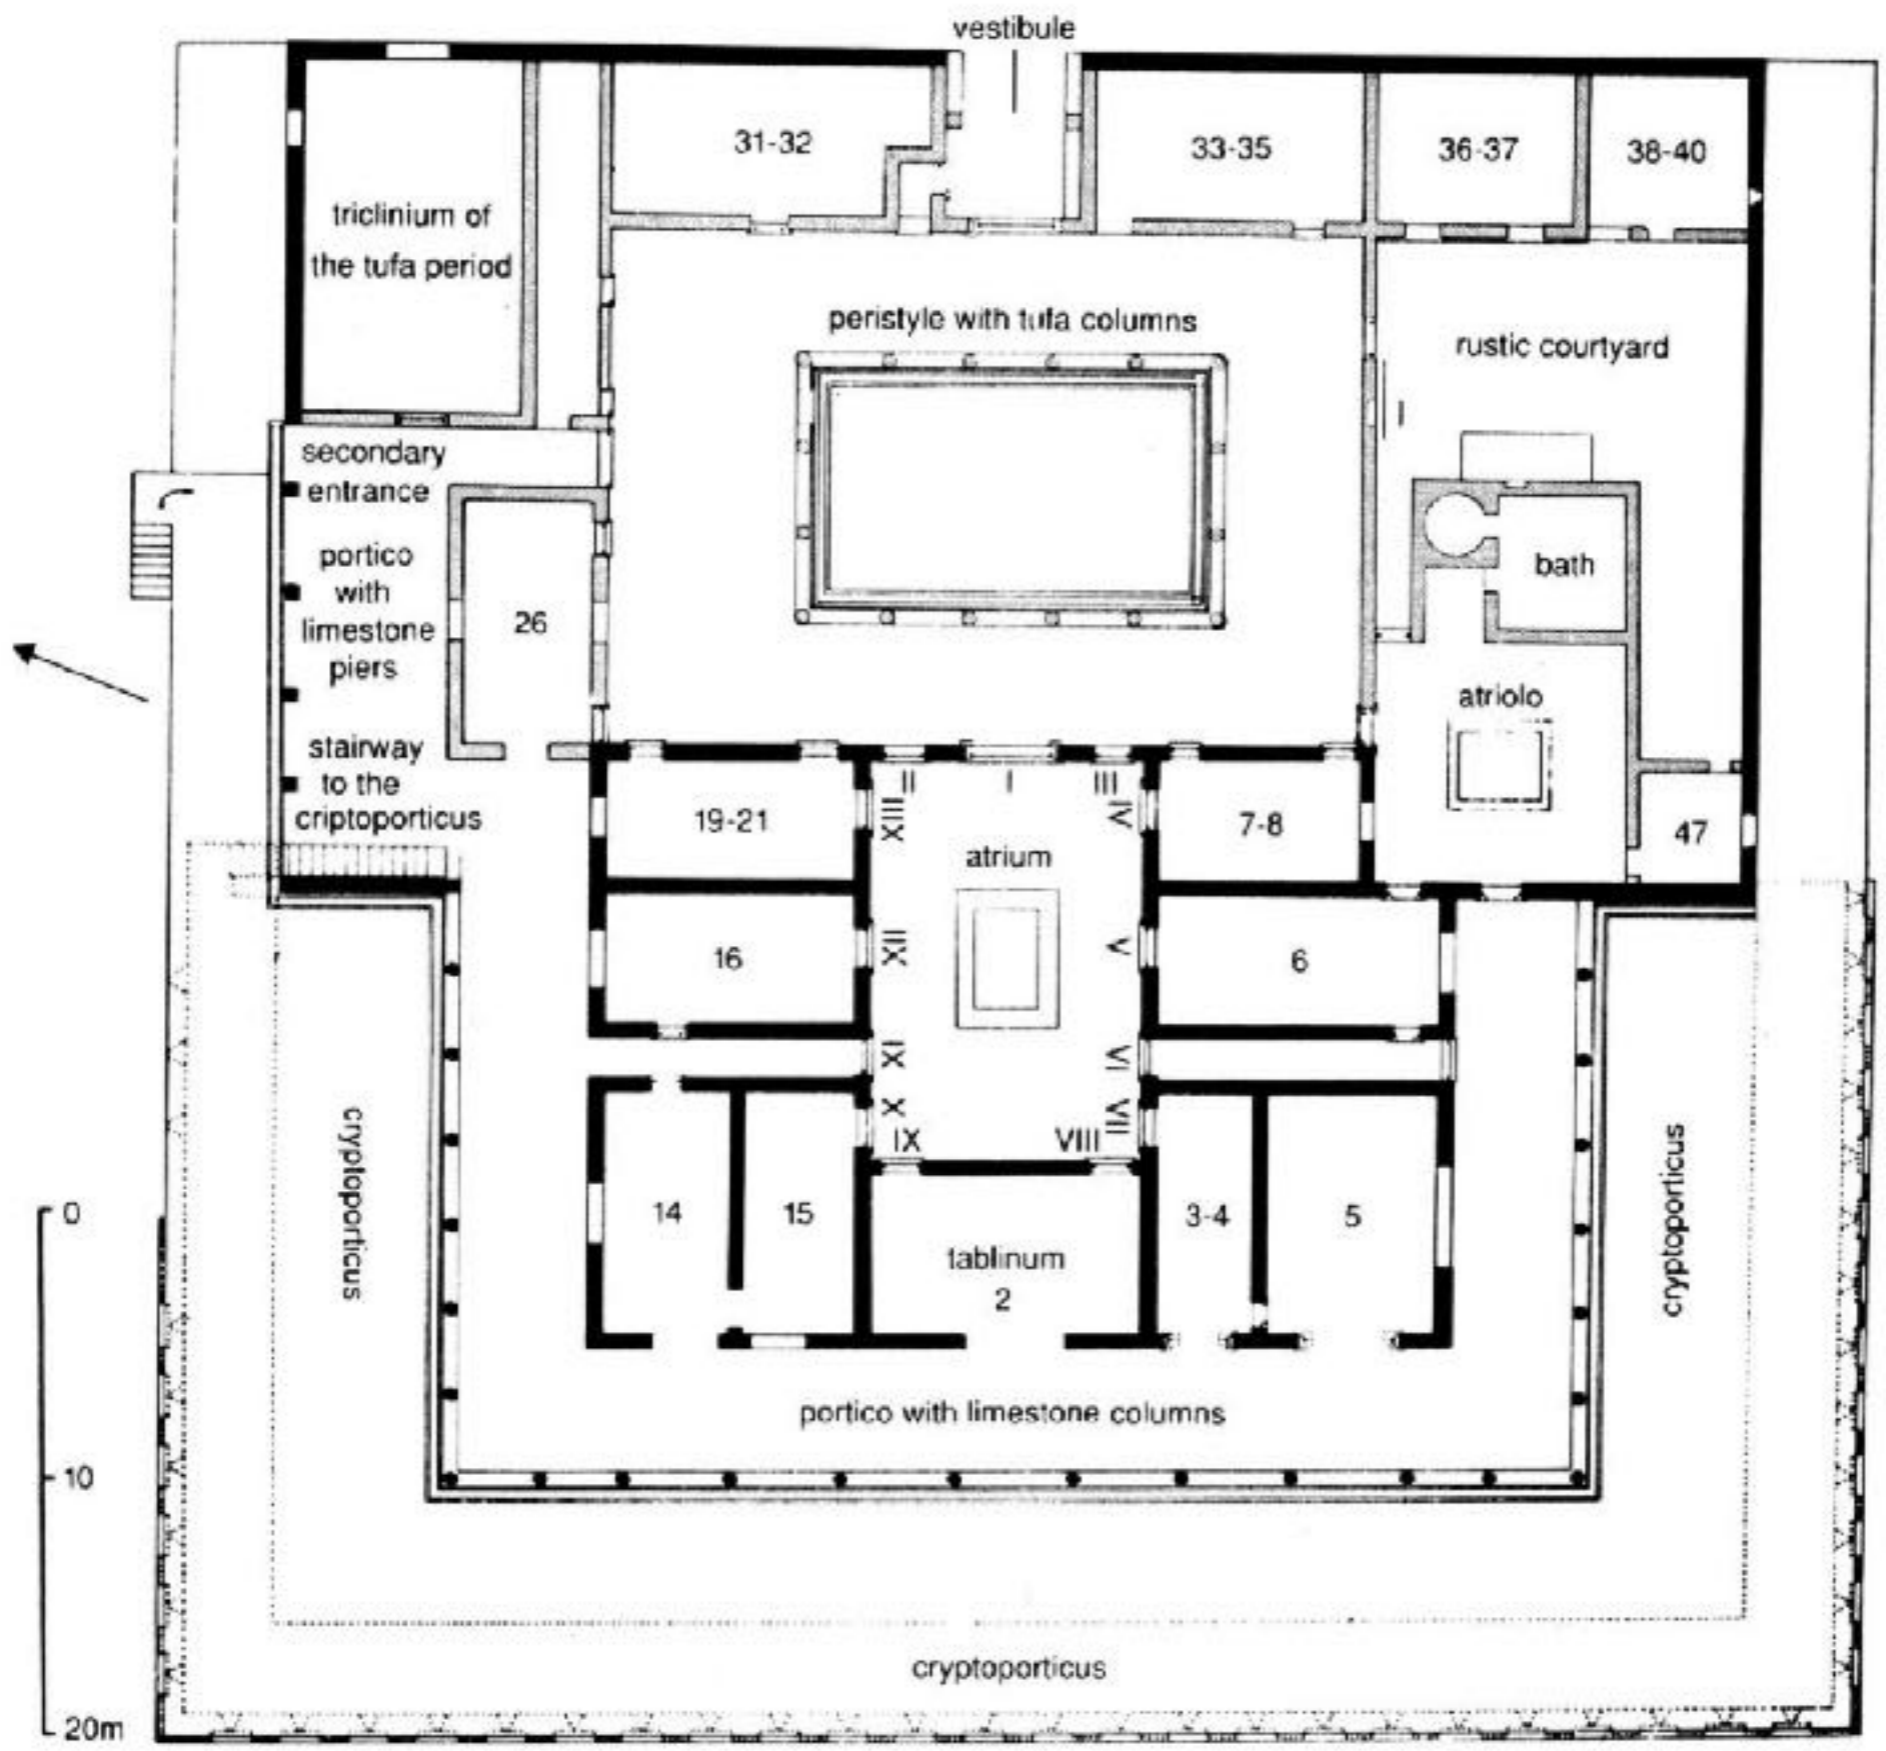 vestibule
31-32
33-35
36-37
38-40
triclinium of
the tufa period
peristyle with tufa columns
rustic courtyard
secondary
entrance
portico
with
limestone
piers
26
bath
atriolo
stairway
to the
criptoporticus
II
I
III
XIII
IV
19-21
7-8
47
atrium
16
XII
V
6
XI
VI
X
VII
IX
VIII
cryptoporticus
cryptoporticus
14
15
3-4
5
tablinum
2
0
portico with limestone columns
10
cryptoporticus
20m